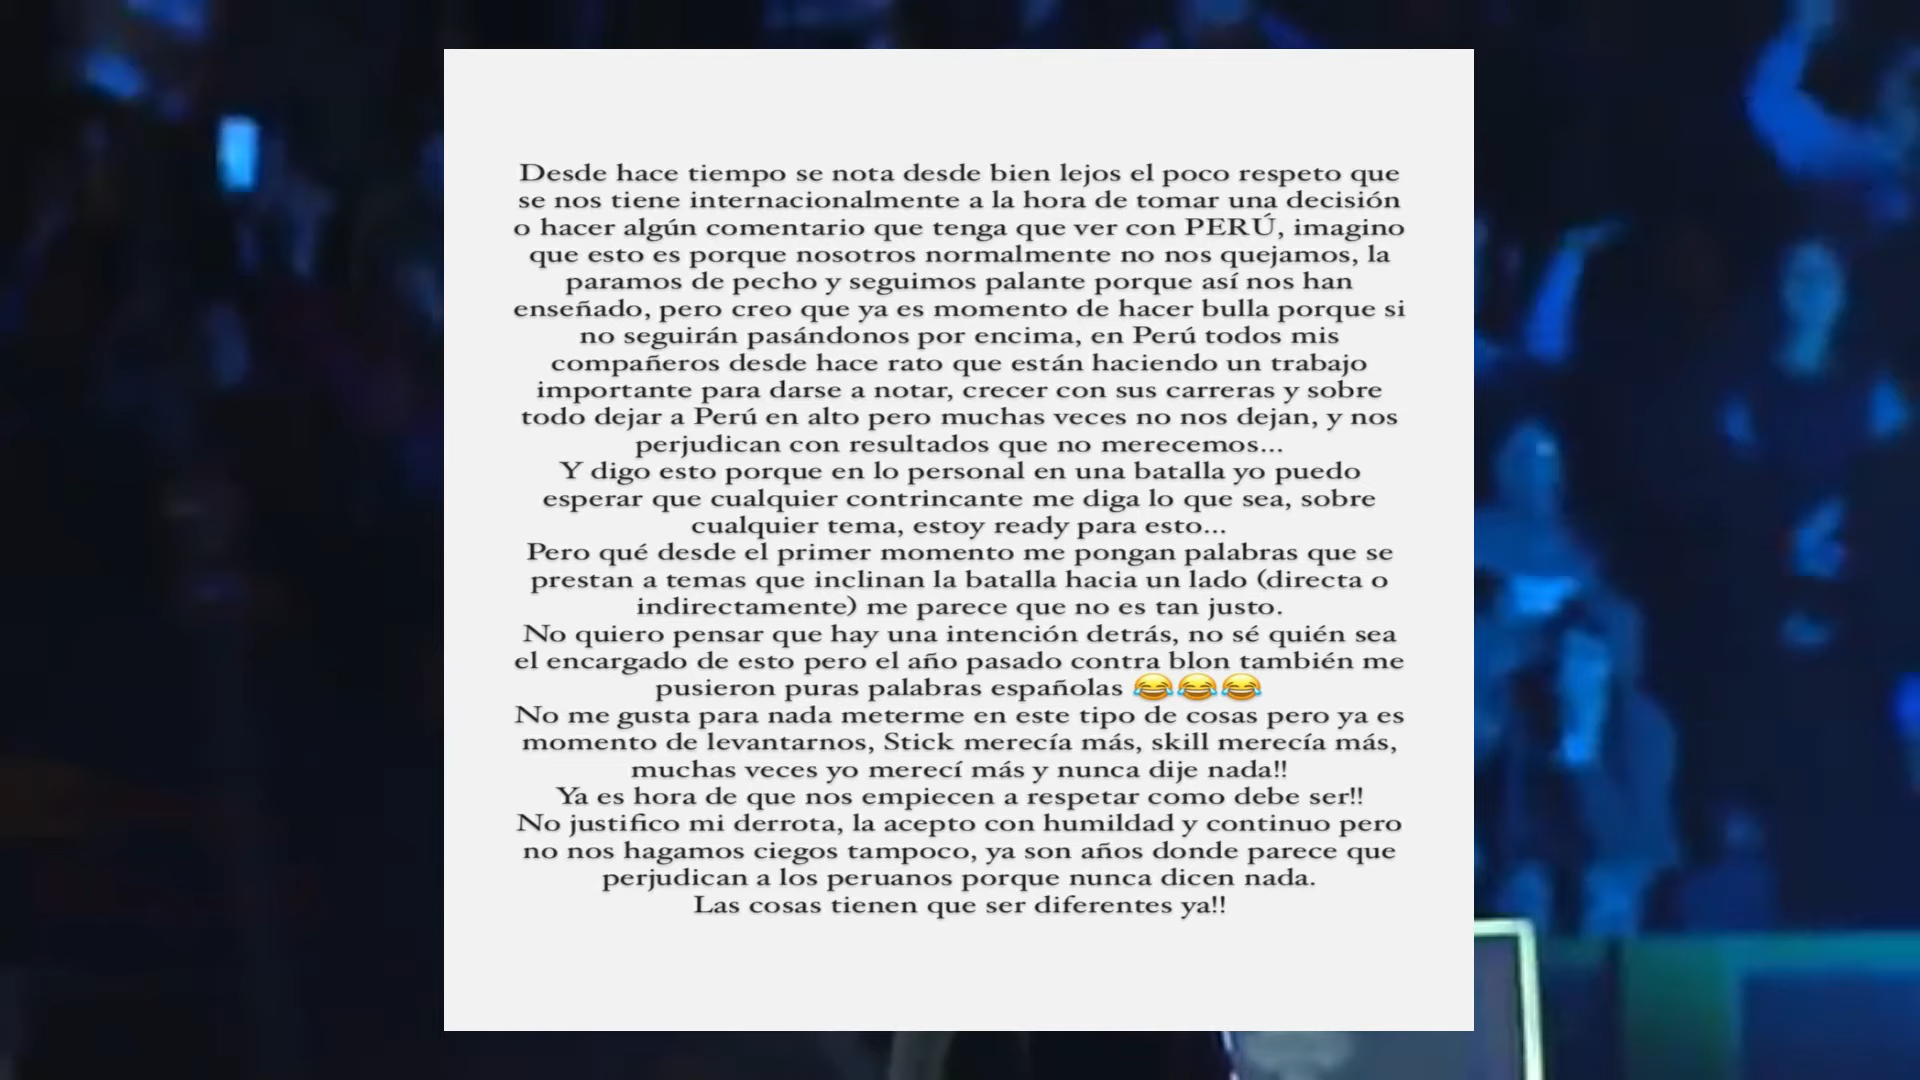 Desde hace tiempo se nota desde bien lejos el poco respeto que
se nos tiene internacionalmente a la hora de tomar una decisión
o hacer algún comentario que tenga que ver con PERÚ, imagino
que esto es porque nosotros normalmente no nos quejamos, la
paramos de pecho y seguimos palante porque así nos han
enseñado, pero creo que ya es momento de hacer bulla porque si
no seguirán pasándonos por encima, en Perú todos mis
compañeros desde hace rato que están haciendo un trabajo
importante para darse a notar, crecer con sus carreras y sobre
todo dejar a Perú en alto pero muchas veces no nos dejan, y nos
perjudican con resultados que no merecemos...
Y digo esto porque en lo personal en una batalla yo puedo
esperar que cualquier contrincante me diga lo que sea, sobre
cualquier tema, estoy ready para esto...
Pero qué desde el primer momento me pongan palabras que se
prestan a temas que inclinan la batalla hacia un lado (directa o
indirectamente) me parece que no es tan justo.
No quiero pensar que hay una intención detrás, no sé quién sea
el encargado de esto pero el año pasado contra blon también me
pusieron puras palabras españolas 😂😂😂
No me gusta para nada meterme en este tipo de cosas pero ya es
momento de levantarnos, Stick merecía más, skill merecía más,
muchas veces yo merecí más y nunca dije nada!!
Ya es hora de que nos empiecen a respetar como debe ser!!
No justifico mi derrota, la acepto con humildad y continuo pero
no nos hagamos ciegos tampoco, ya son años donde parece que
perjudican a los peruanos porque nunca dicen nada.
Las cosas tienen que ser diferentes ya!!